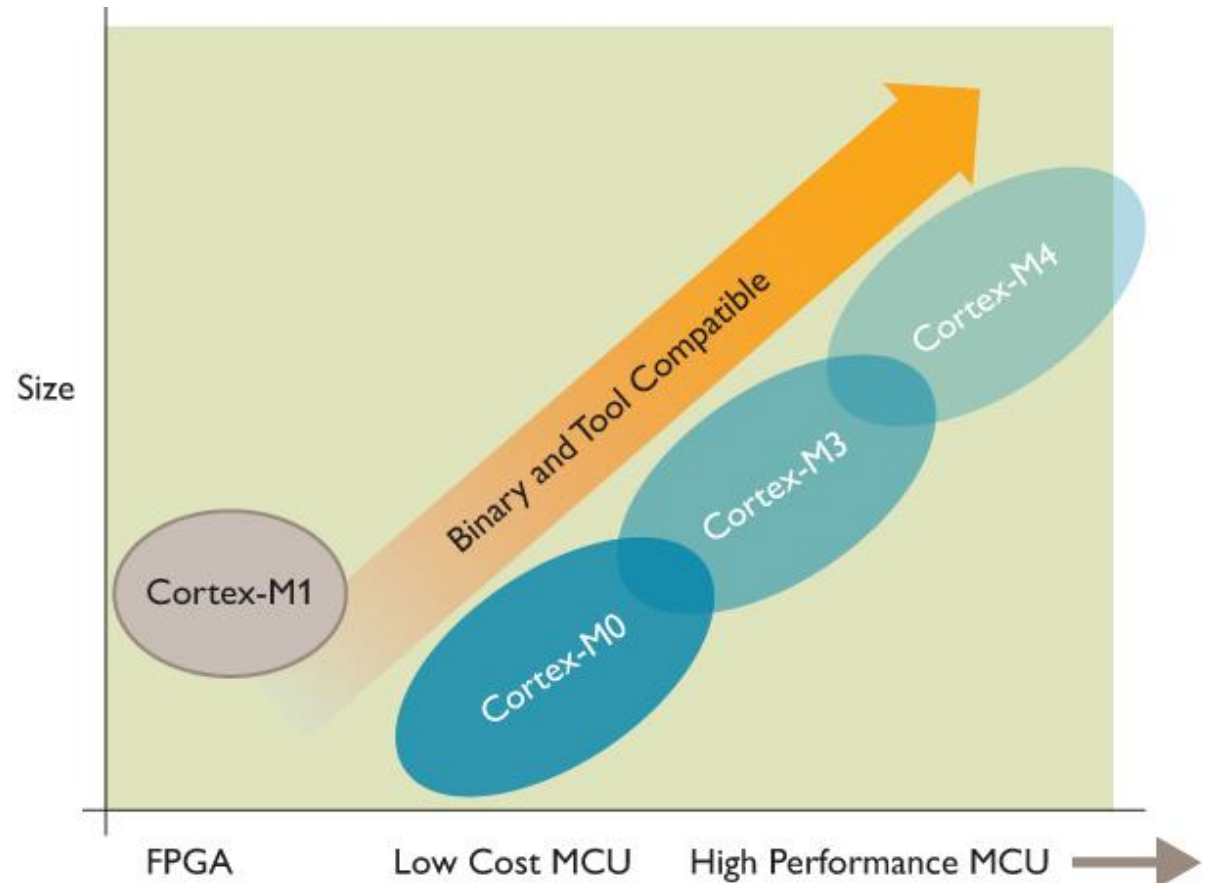 Size
Binary and Tool Compatible
Cortex-M4
Cortex-M3
Cortex-M1
Cortex-M0
FPGA
Low Cost MCU
High Performance MCU